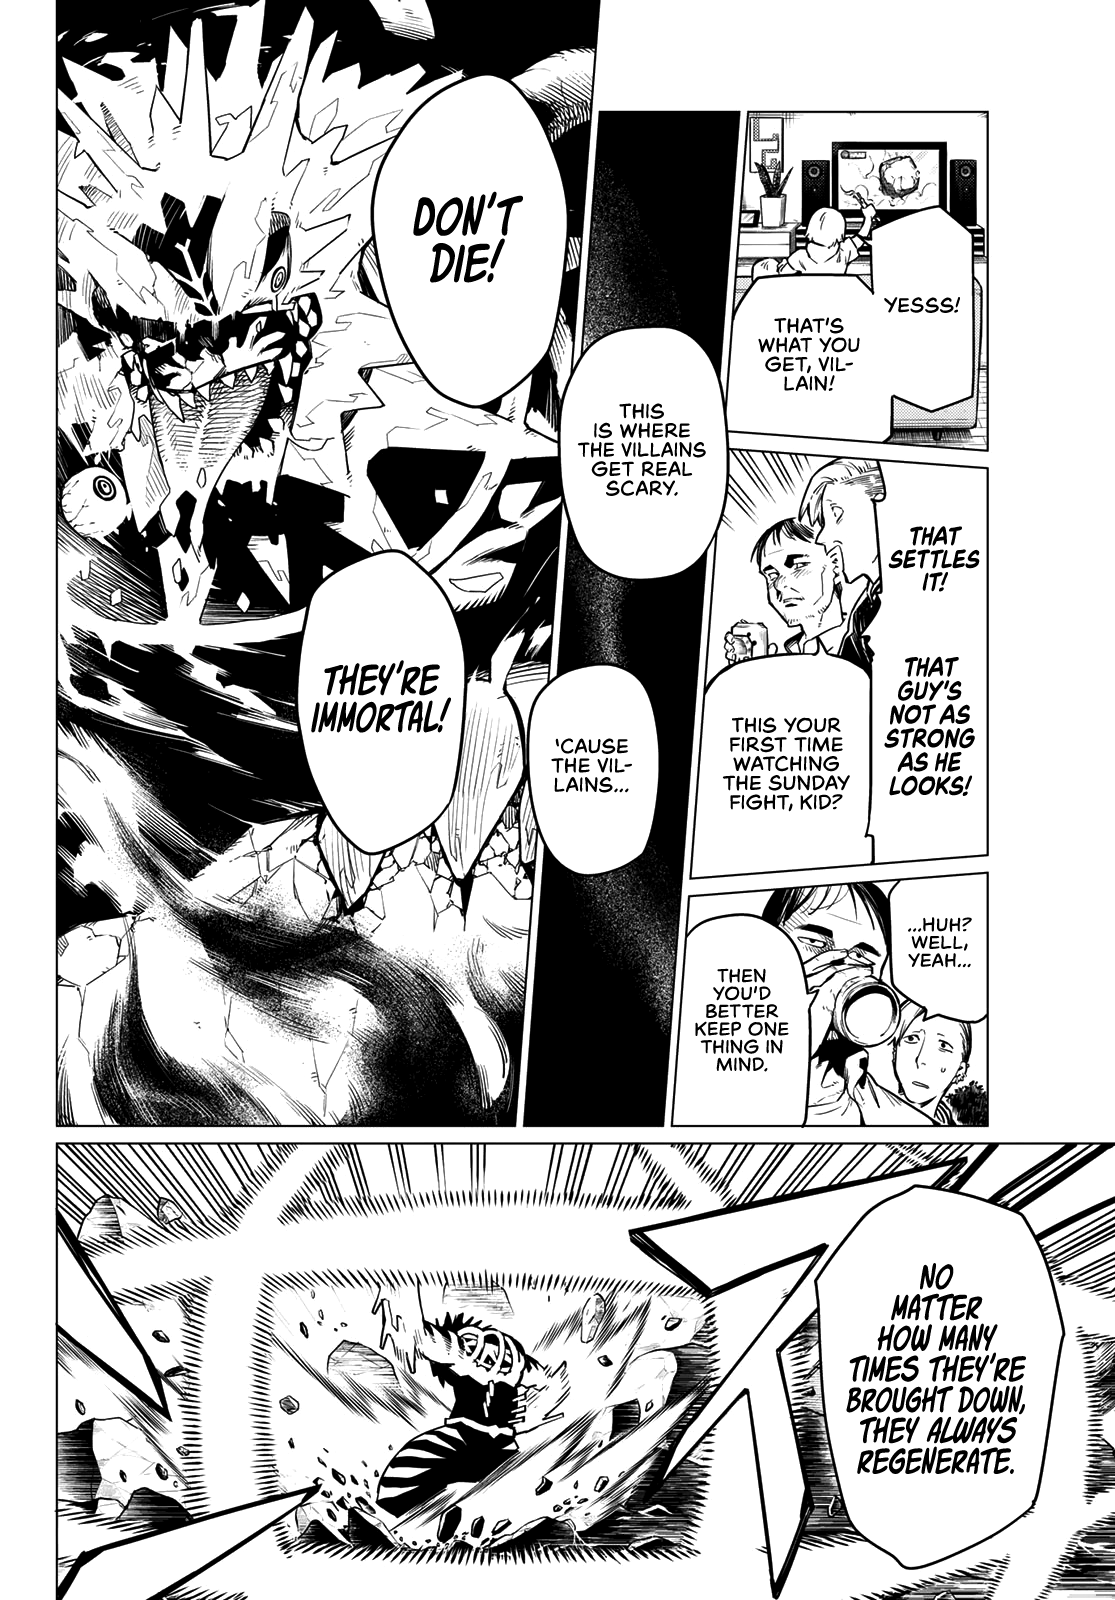 YESSS!
THAT'S
WHAT YOU
GET, VIL-
LAIN!
THAT
SETTLES
IT!
THAT
GUY'S
NOT AS
STRONG
AS HE
LOOKS!
THIS YOUR
FIRST TIME
WATCHING
THE SUNDAY
FIGHT, KID?
...HUH?
WELL,
YEAH...
THEN
YOU'D
BETTER
KEEP ONE
THING IN
MIND.
THIS
IS WHERE
THE VILLAINS
GET REAL
SCARY.
'CAUSE
THE VIL-
LAINS...
DON'T
DIE!
THEY'RE
IMMORTAL!
NO
MATTER
HOW MANY
TIMES THEY'RE
BROUGHT DOWN,
THEY ALWAYS
REGENERATE.